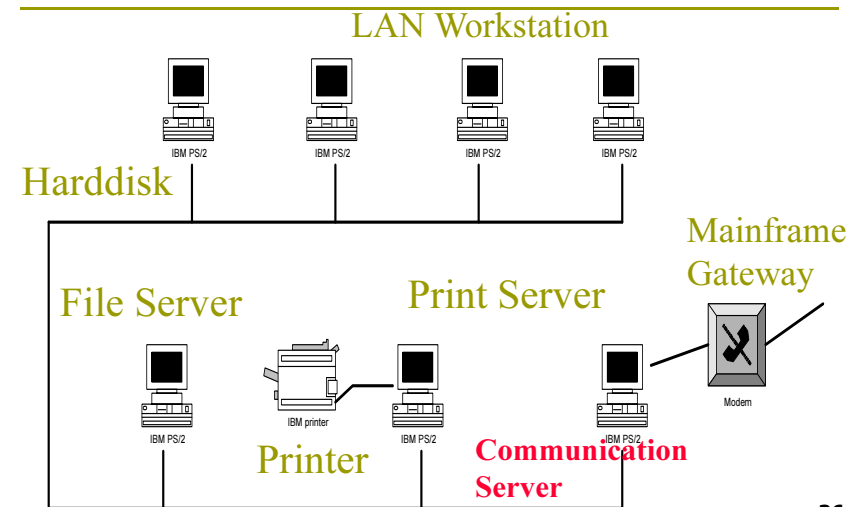 LAN Workstation
IBM PS/2 IBM PS/2 IBM PS/2 IBM PS/2
Harddisk
Mainframe
Gateway
File Server
Print Server
Modem
IBM printer
IBM PS/2 IBM PS/2 IBM PS/2
Printer
Communication
Server